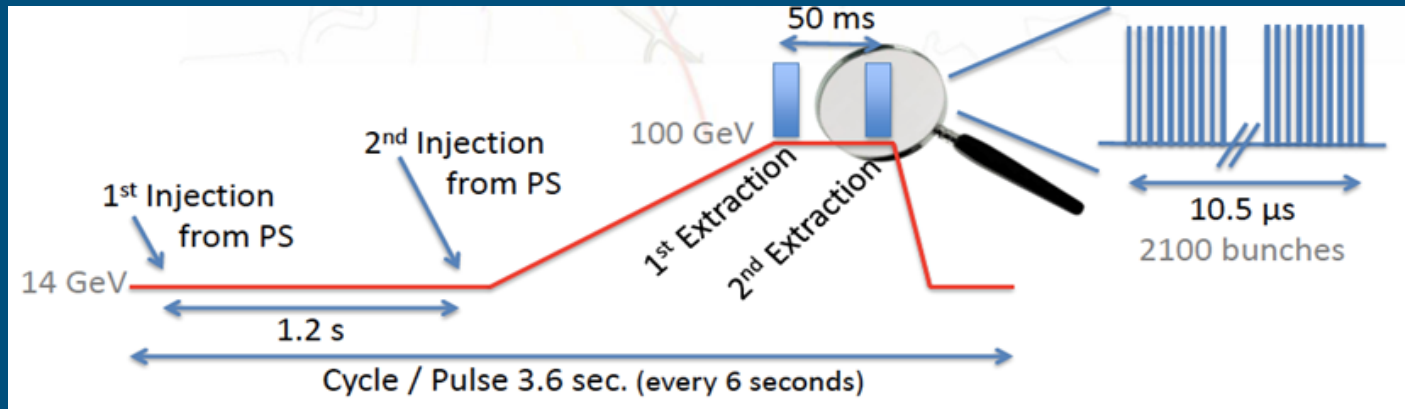 50 ms
100 GeV
2nd Injection
from PS
1st Injection
from PS
1st Extraction
2nd Extraction
10.5 μs
2100 bunches
14 GeV
1.2 s
Cycle / Pulse 3.6 sec. (every 6 seconds)